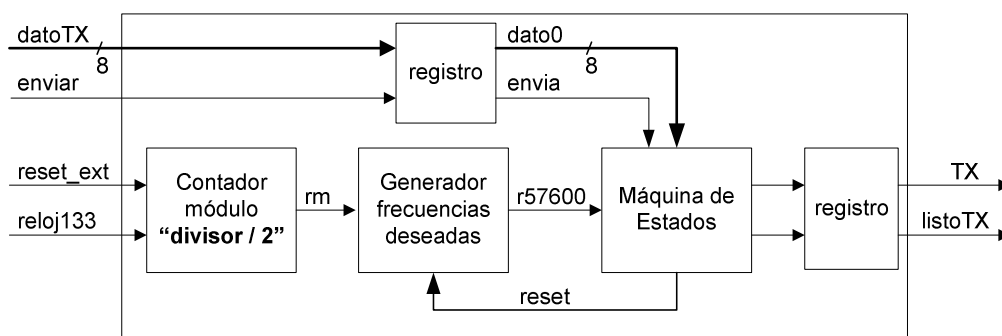 datoTX
8
enviar
registro
dato0
8
envia
reset_ext
reloj133
Contador
módulo
“divisor / 2”
rm
Generador
frecuencias
deseadas
r57600
Máquina de
Estados
registro
TX
listoTX
reset